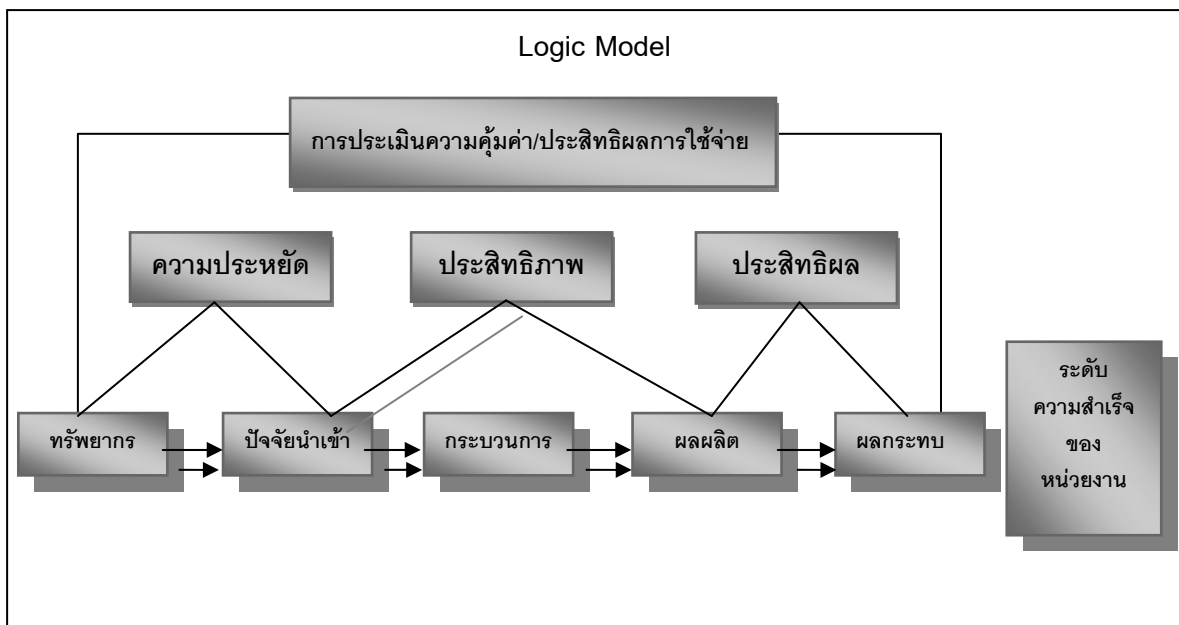 Logic Model
การประเมินความคุ้มค่า/ประสิทธิผลการใช้จ่าย
ความประหยัด
ประสิทธิภาพ
ประสิทธิผล
ทรัพยากร
ปัจจัยนำเข้า
กระบวนการ
ผลผลิต
ผลกระทบ
ระดับ
ความสำเร็จ
ของ
หน่วยงาน